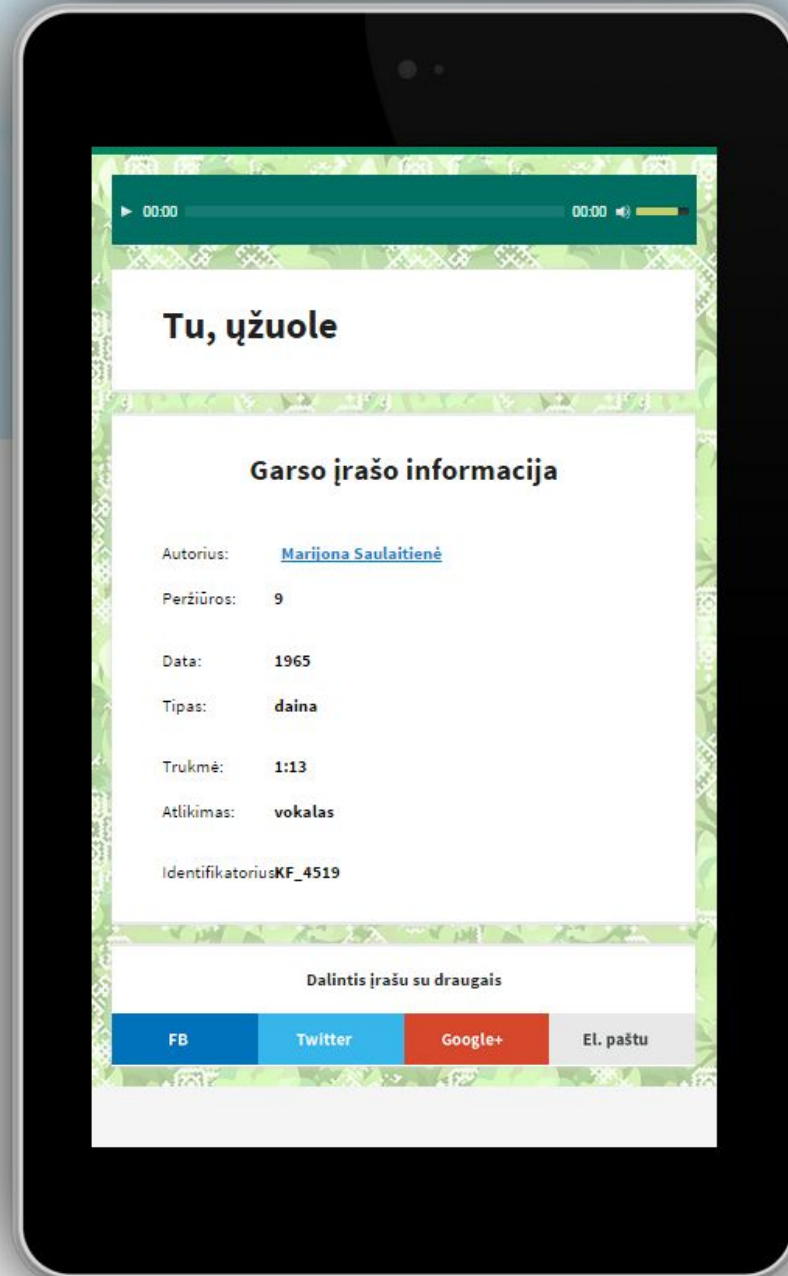 00:00 00:00
Tu, ųžuole
Garso įrašo informacija
Autorius: Marijona Saulaitienė
Peržiūros: 9
Data: 1965
Tipas: daina
Trukmė: 1:13
Atlikimas: vokalas
IdentifikatoriusKF_4519
Dalintis įrašu su draugais
FB Twitter Google+ El. paštu